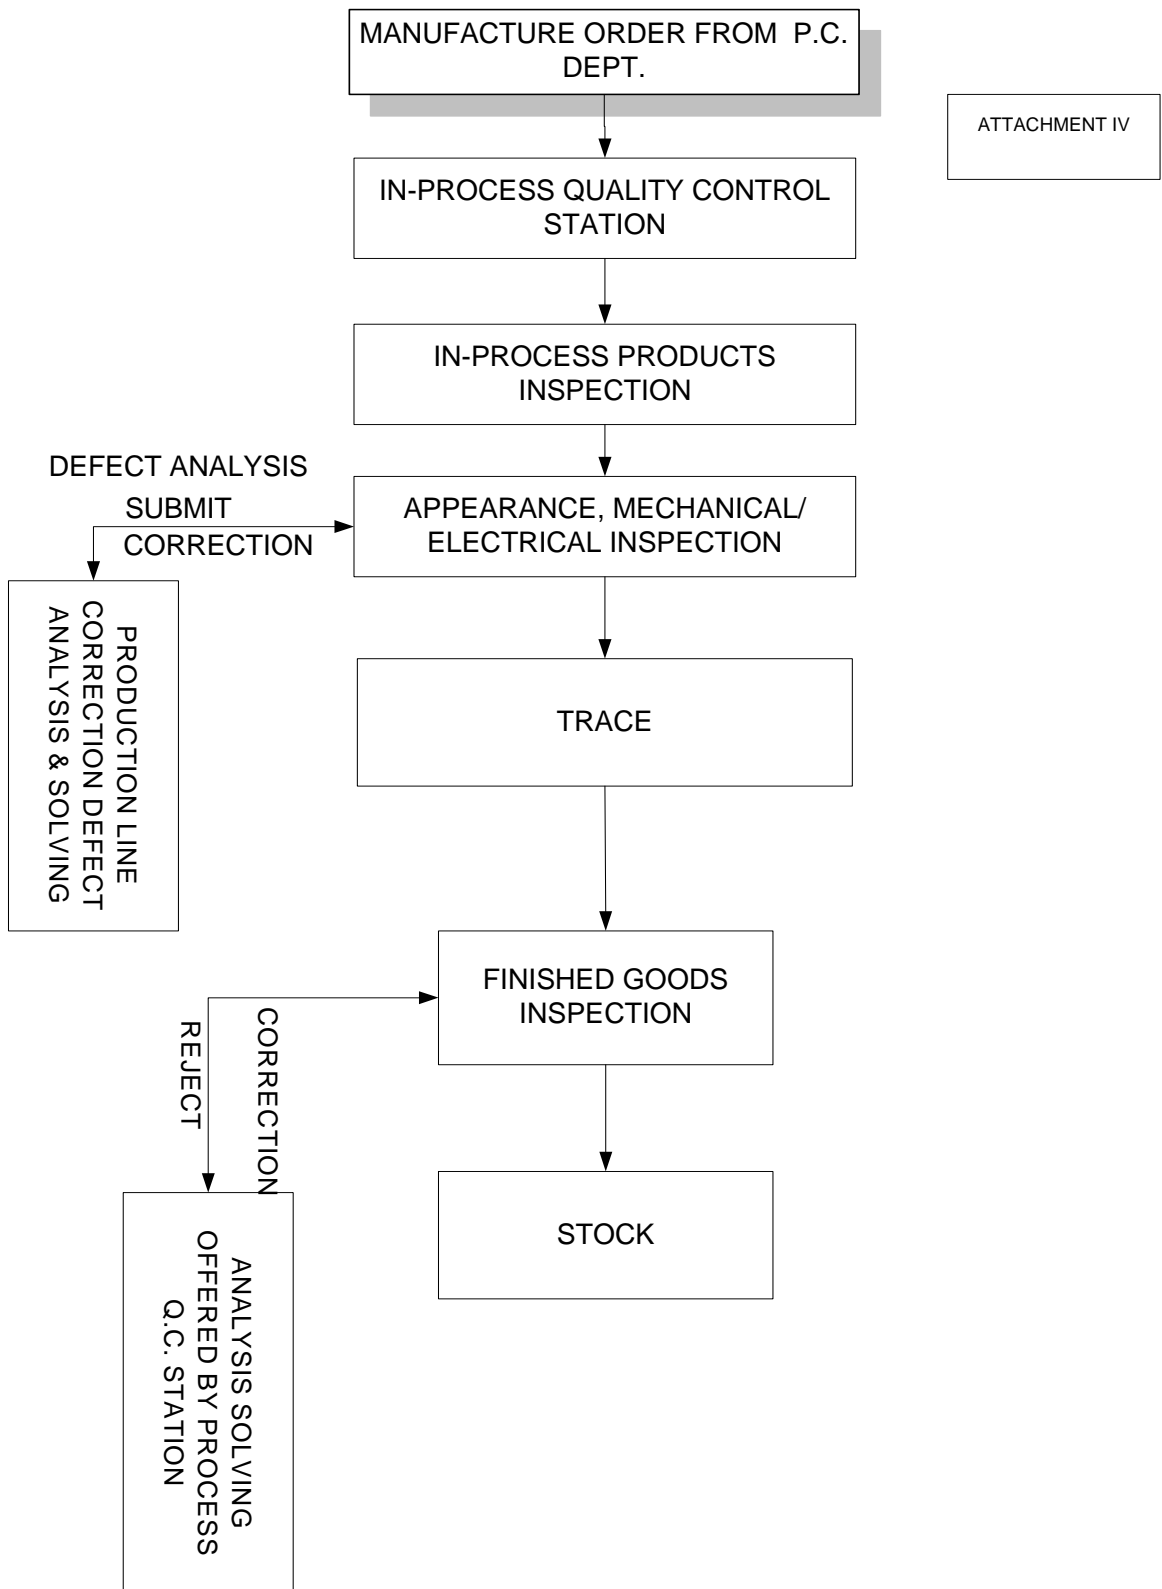 MANUFACTURE ORDER FROM P.C.
DEPT.
ATTACHMENT IV
IN-PROCESS QUALITY CONTROL
STATION
IN-PROCESS PRODUCTS
INSPECTION
DEFECT ANALYSIS
SUBMIT
CORRECTION
APPEARANCE, MECHANICAL/
ELECTRICAL INSPECTION
PRODUCTION LINE
CORRECTION DEFECT
ANALYSIS & SOLVING
TRACE
FINISHED GOODS
INSPECTION
CORRECTION
REJECT
STOCK
ANALYSIS SOLVING
OFFERED BY PROCESS
Q.C. STATION